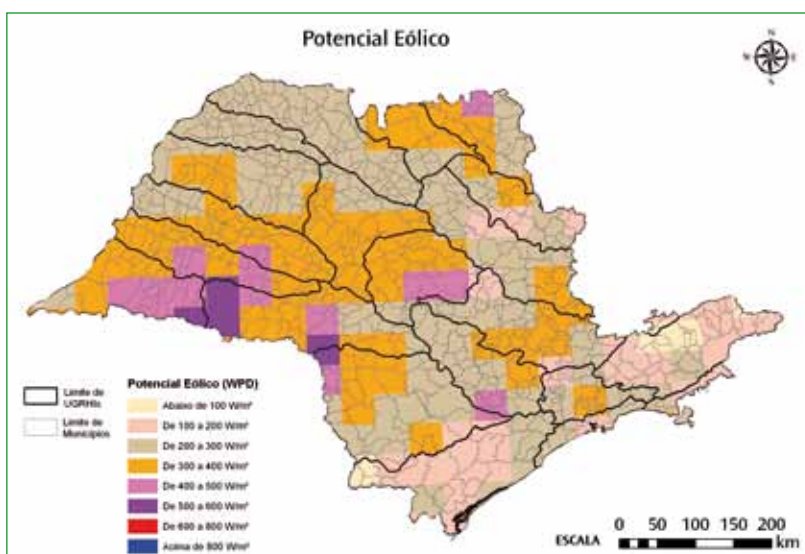 Potencial Eólico
N
W
E
S
Limite de
UGRHIs
Limite de
Municípios
Potencial Eólico (WPD)
Abaixo de 100 W/m²
De 100 a 200 W/m²
De 200 a 300 W/m²
De 300 a 400 W/m²
De 400 a 500 W/m²
De 500 a 600 W/m²
De 600 a 800 W/m²
Acima de 800 W/m²
ESCALA
0 50 100 150 200
km